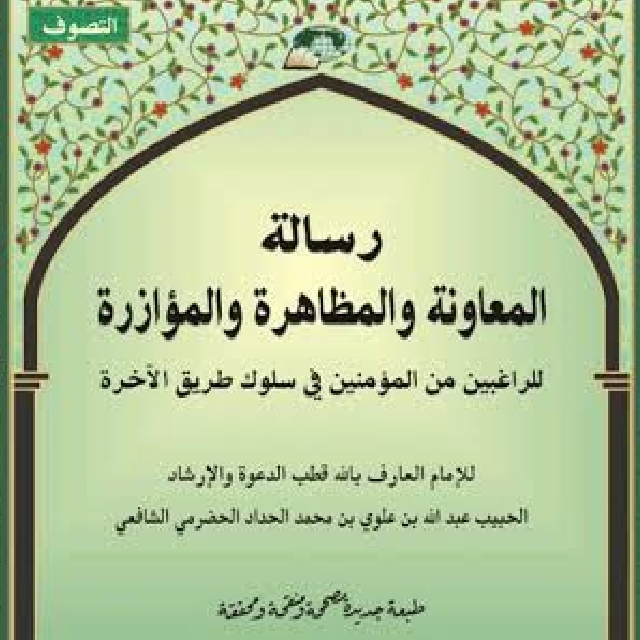 التصوف
رسالة
المعاونة والمظاهرة والمؤازرة
للراغبين من المؤمنين في سلوك طريق الآخرة
للإمام العارف بالله قطب الدعوة والإرشاد
الحبيب عبد الله بن علوي بن محمد الحداد الحضرمي الشافعي
طبعة جديدة مصححة ومنقحة ومحققة